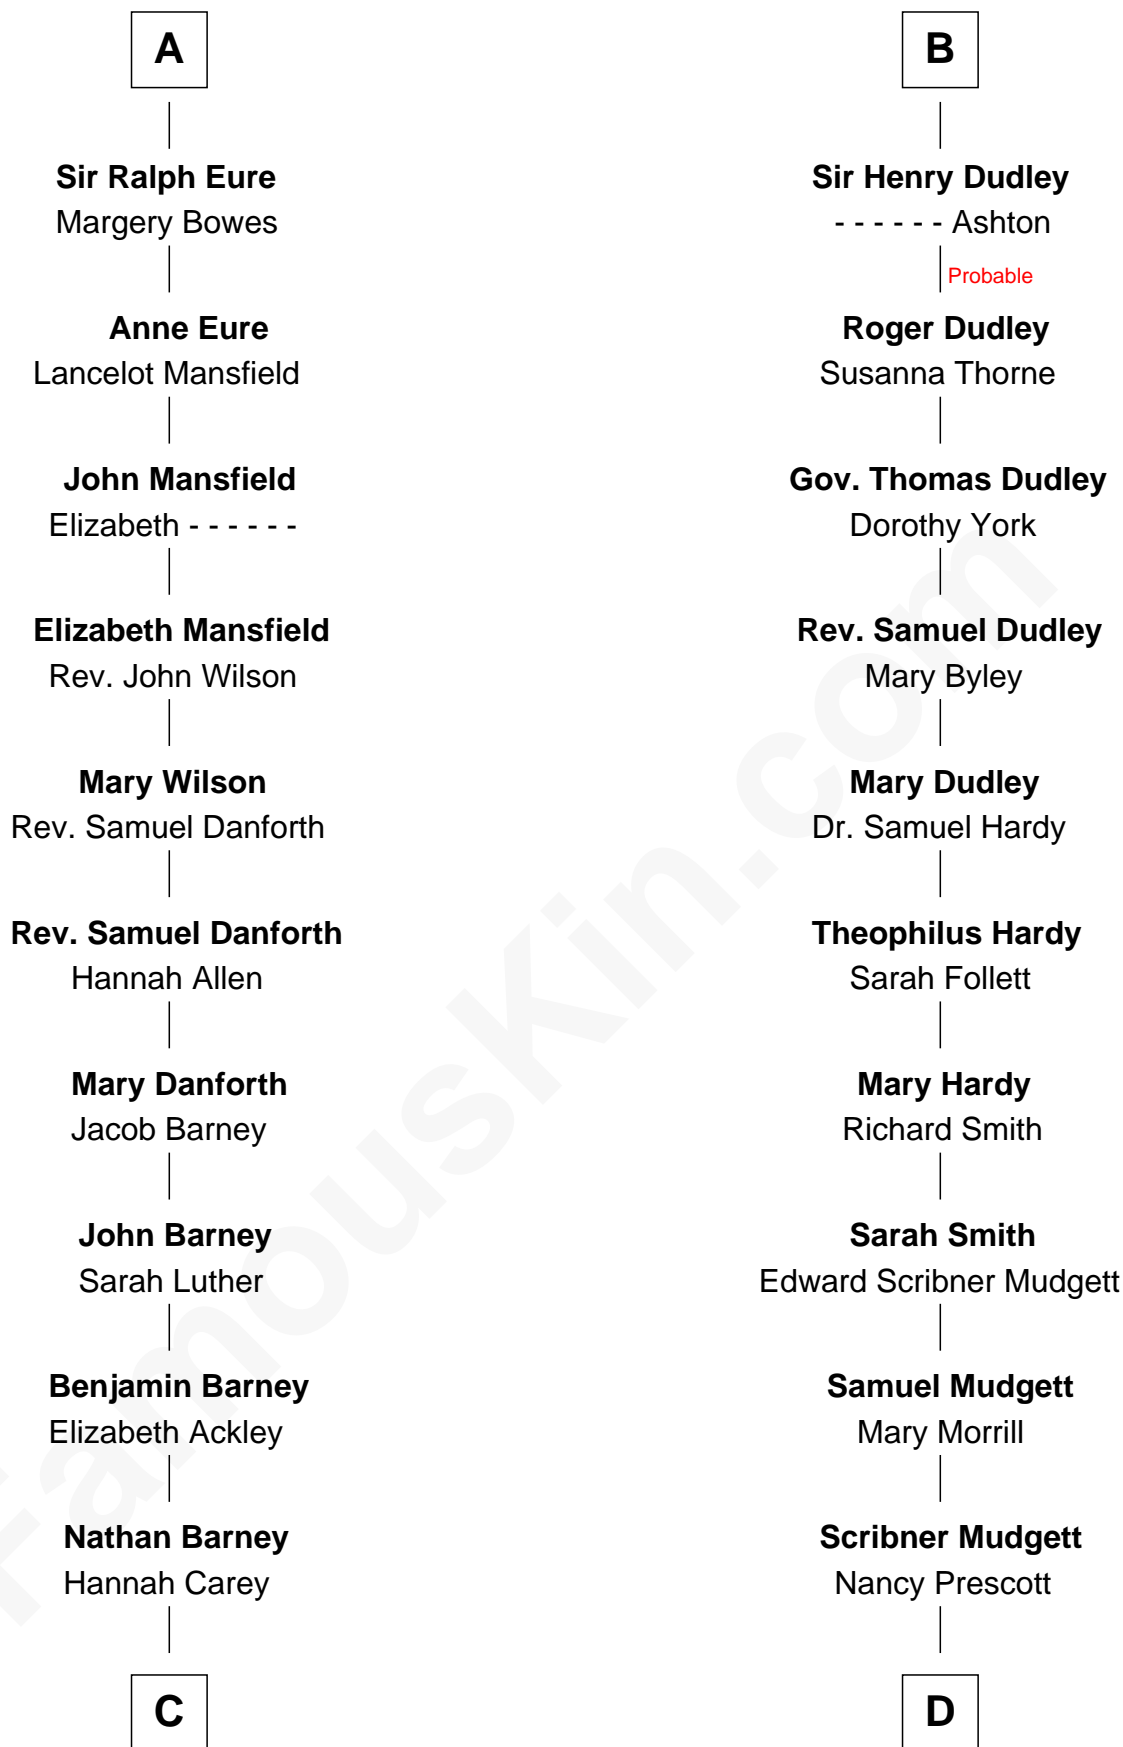 A
Sir Ralph Eure
Margery Bowes
Anne Eure
Lancelot Mansfield
John Mansfield
Elizabeth - - - - - -
Elizabeth Mansfield
Rev. John Wilson
Mary Wilson
Rev. Samuel Danforth
Rev. Samuel Danforth
Hannah Allen
Mary Danforth
Jacob Barney
John Barney
Sarah Luther
Benjamin Barney
Elizabeth Ackley
Nathan Barney
Hannah Carey
C
B
Sir Henry Dudley
- - - - - - Ashton
Probable
Roger Dudley
Susanna Thorne
Gov. Thomas Dudley
Dorothy York
Rev. Samuel Dudley
Mary Byley
Mary Dudley
Dr. Samuel Hardy
Theophilus Hardy
Sarah Follett
Mary Hardy
Richard Smith
Sarah Smith
Edward Scribner Mudgett
Samuel Mudgett
Mary Morrill
Scribner Mudgett
Nancy Prescott
D
FamousKin.com